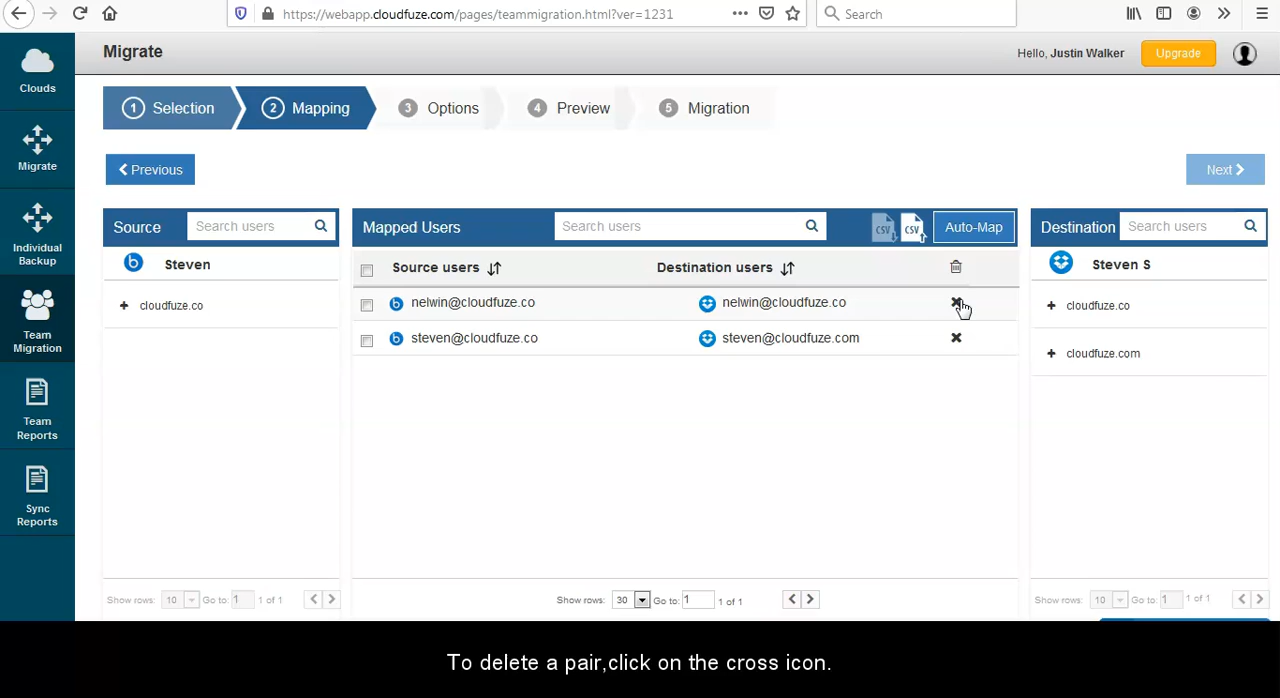 https://webapp.cloudfuze.com/pages/teammigration.html?ver=1231
Search
Clouds
Migrate
Individual
Backup
Team
Migration
Team
Reports
Sync
Reports
Migrate
Hello, Justin Walker
Upgrade
1 Selection
2 Mapping
3 Options
4 Preview
5 Migration
Previous
Next
Source
Search users
Steven
cloudfuze.co
Show rows: 10 Go to: 1 1 of 1
Mapped Users
Search users
CSV
CSV
Auto-Map
Source users
Destination users
nelwin@cloudfuze.co
nelwin@cloudfuze.co
steven@cloudfuze.co
steven@cloudfuze.com
Show rows: 30 Go to: 1 1 of 1
Destination
Search users
Steven S
cloudfuze.co
cloudfuze.com
Show rows: 10 Go to: 1 1 of 1
To delete a pair,click on the cross icon.